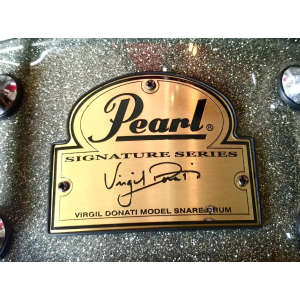 Pearl®
SIGNATURE SERIES
Virgil Donati
VIRGIL DONATI MODEL SNARE DRUM